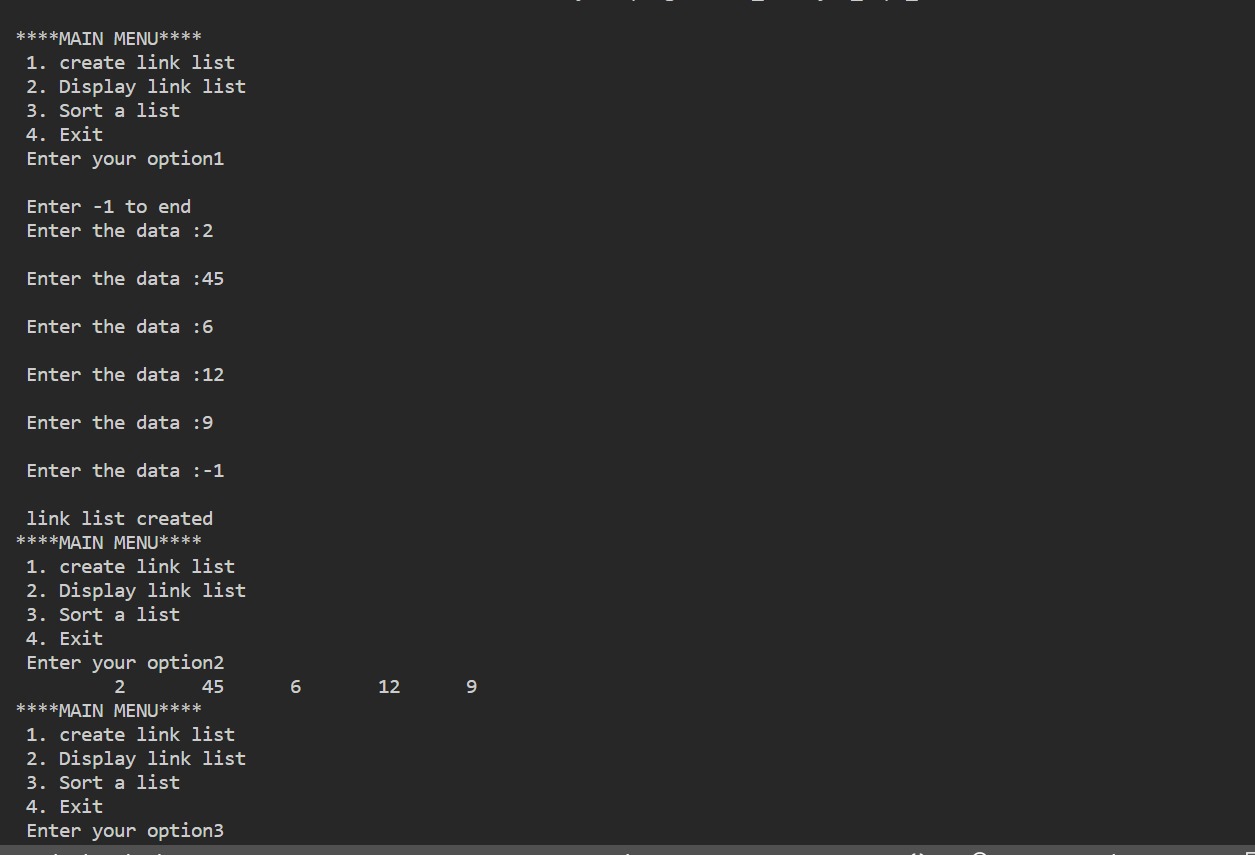 ****MAIN MENU****
1. create link list
2. Display link list
3. Sort a list
4. Exit
Enter your option1
Enter -1 to end
Enter the data :2
Enter the data :45
Enter the data :6
Enter the data :12
Enter the data :9
Enter the data :-1
link list created
****MAIN MENU****
1. create link list
2. Display link list
3. Sort a list
4. Exit
Enter your option2
2 45 6 12 9
****MAIN MENU****
1. create link list
2. Display link list
3. Sort a list
4. Exit
Enter your option3